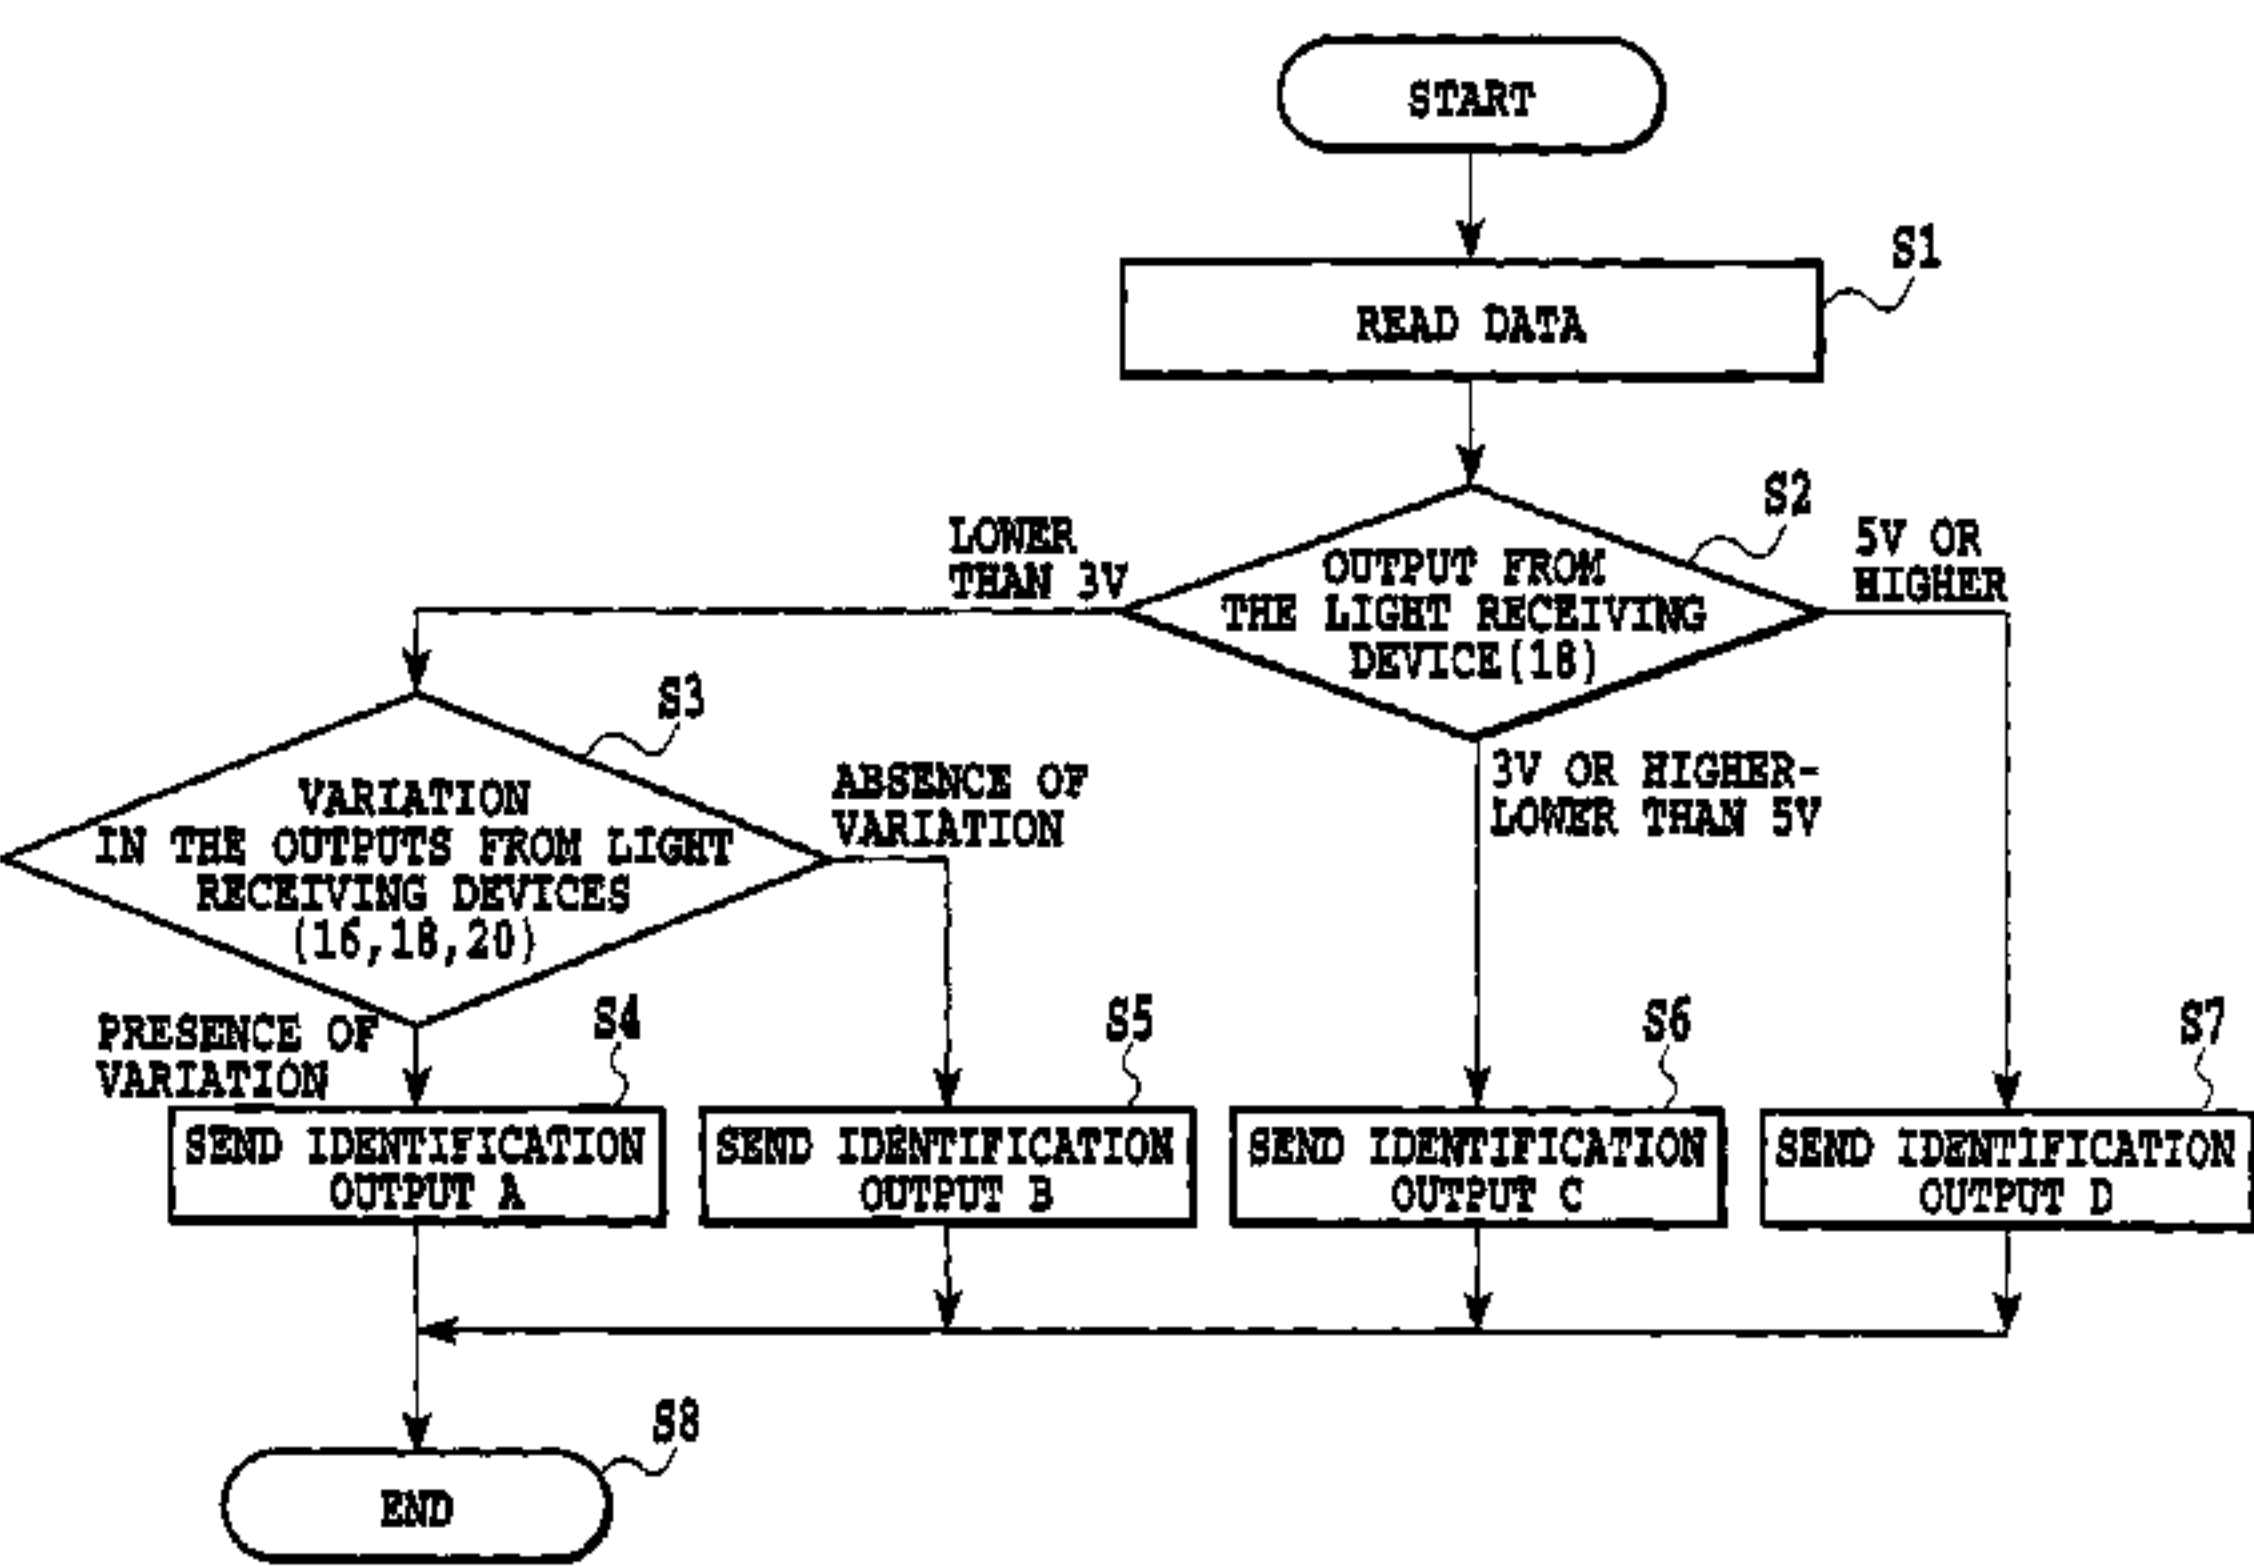 START
S1
READ DATA
S2
LOWER
THAN 3V
5V OR
HIGHER
OUTPUT FROM
THE LIGHT RECEIVING
DEVICE(18)
S3
VARIATION
IN THE OUTPUTS FROM LIGHT
RECEIVING DEVICES
(16,18,20)
ABSENCE OF
VARIATION
3V OR HIGHER-
LOWER THAN 5V
PRESENCE OF
VARIATION
S4
SEND IDENTIFICATION
OUTPUT A
S5
SEND IDENTIFICATION
OUTPUT B
S6
SEND IDENTIFICATION
OUTPUT C
S7
SEND IDENTIFICATION
OUTPUT D
S8
END